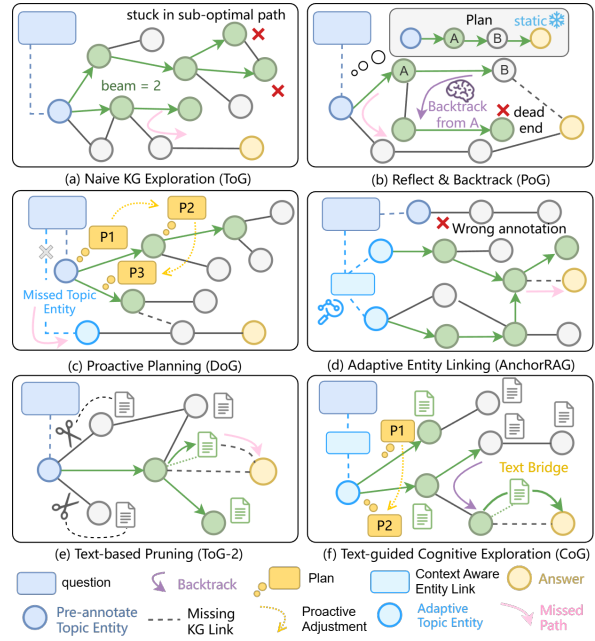 stuck in sub-optimal path
beam = 2
(a) Naive KG Exploration (ToG)
Plan
static
A
B
A
B
Backtrack
from A
dead
end
(b) Reflect & Backtrack (PoG)
P1
P2
P3
Missed Topic
Entity
(c) Proactive Planning (DoG)
Wrong annotation
(d) Adaptive Entity Linking (AnchorRAG)
(e) Text-based Pruning (ToG-2)
P1
P2
Text Bridge
(f) Text-guided Cognitive Exploration (CoG)
question
Backtrack
Plan
Context Aware
Entity Link
Answer
Pre-annotate
Topic Entity
Missing
KG Link
Proactive
Adjustment
Adaptive
Topic Entity
Missed
Path